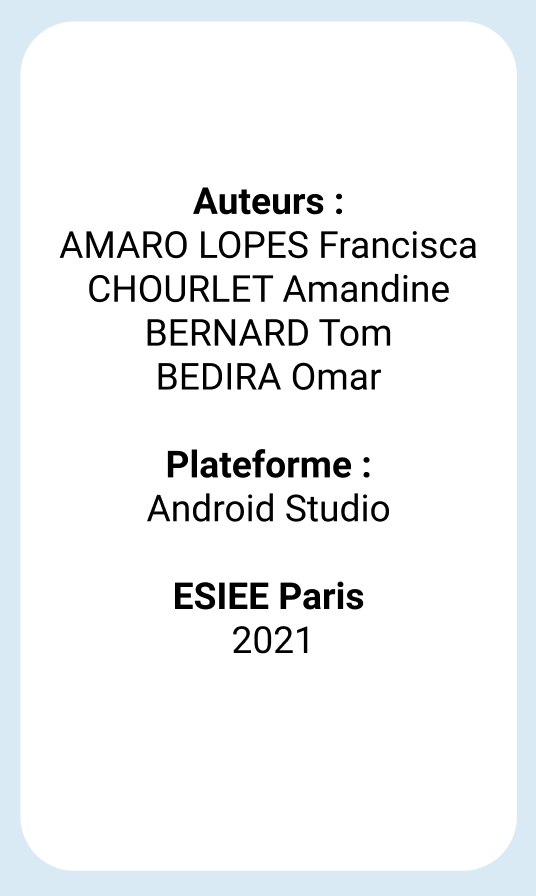 Auteurs :
AMARO LOPES Francisca
CHOURLET Amandine
BERNARD Tom
BEDIRA Omar
Plateforme :
Android Studio
ESIEE Paris
2021